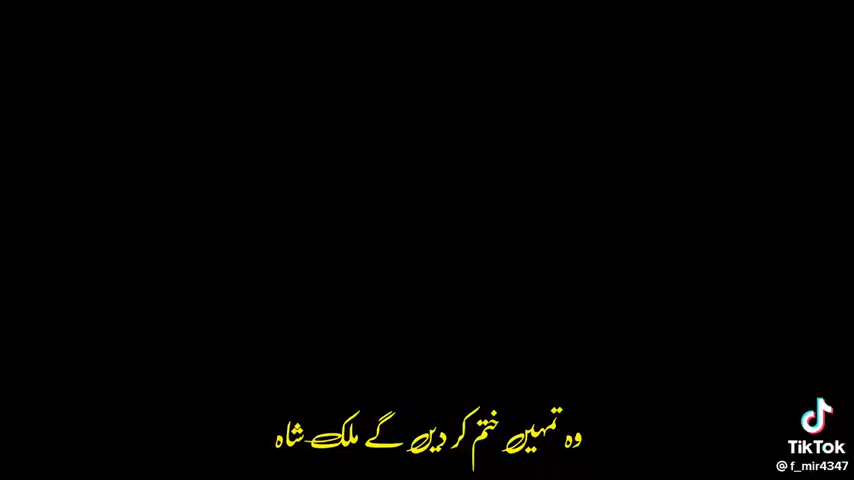 وہ تمہیں ختم کر دیں گے ملک شاہ
TikTok
@f_mir4347